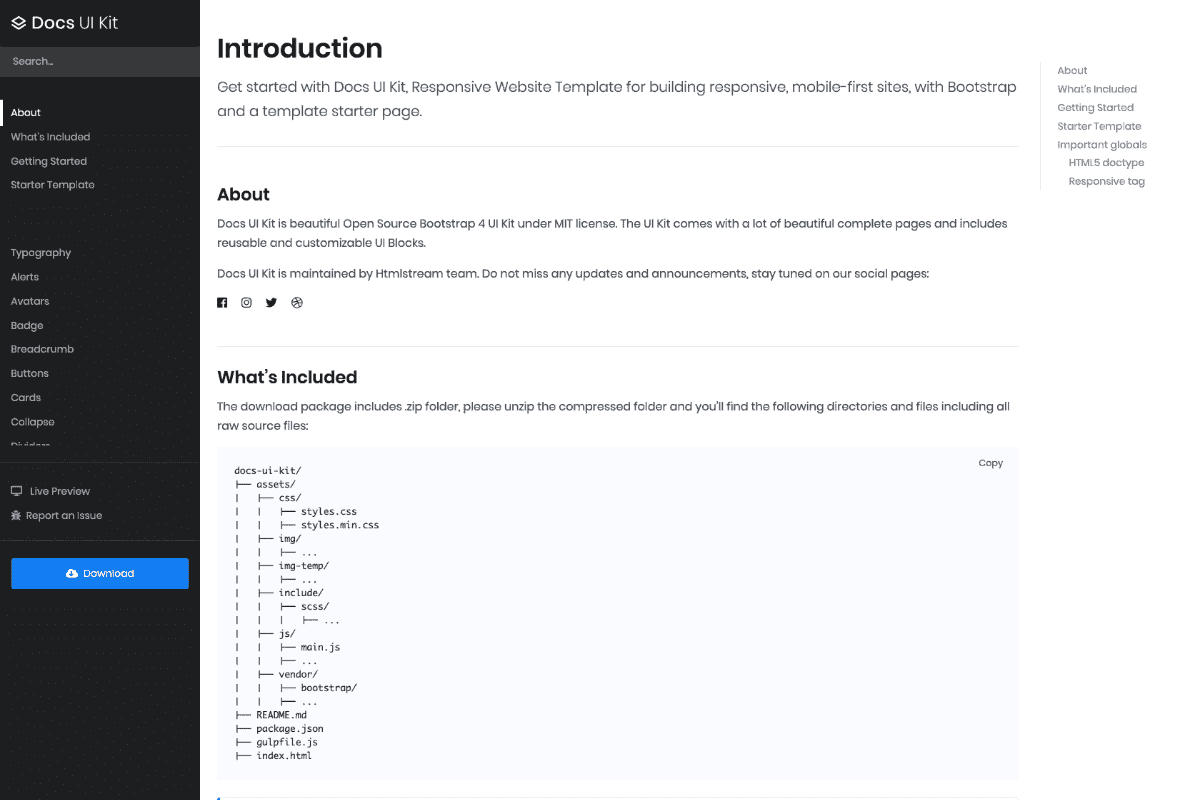 Docs UI Kit
Search...
About
What's Included
Getting Started
Starter Template
Typography
Alerts
Avatars
Badge
Breadcrumb
Buttons
Cards
Collapse
Dividers
Live Preview
Report an Issue
Download
Introduction
Get started with Docs UI Kit, Responsive Website Template for building responsive, mobile-first sites, with Bootstrap
and a template starter page.
About
Docs UI Kit is beautiful Open Source Bootstrap 4 UI Kit under MIT license. The UI Kit comes with a lot of beautiful complete pages and includes
reusable and customizable UI Blocks.
Docs UI Kit is maintained by Htmlstream team. Do not miss any updates and announcements, stay tuned on our social pages:
What's Included
The download package includes .zip folder, please unzip the compressed folder and you'll find the following directories and files including all
raw source files:
Copy
docs-ui-kit/
├── assets/
|   ├── css/
|   |   ├── styles.css
|   |   ├── styles.min.css
|   ├── img/
|   |   ├── ...
|   ├── img-temp/
|   |   ├── ...
|   ├── include/
|   |   ├── scss/
|   |   |   ├── ...
|   ├── js/
|   |   ├── main.js
|   |   ├── ...
|   ├── vendor/
|   |   ├── bootstrap/
|   |   ├── ...
├── README.md
├── package.json
├── gulpfile.js
├── index.html
About
What's Included
Getting Started
Starter Template
Important globals
HTML5 doctype
Responsive tag